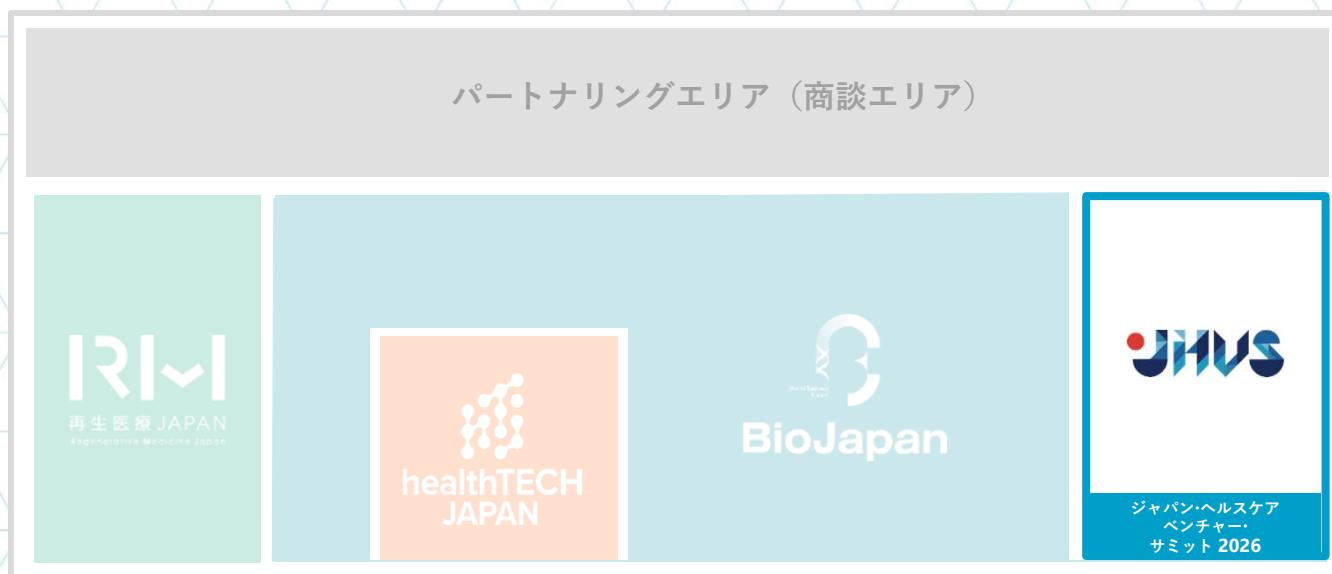 パートナリングエリア（商談エリア）
RM
再生医療JAPAN
Regenerative Medicine Japan
healthTECH
JAPAN
BioJapan
JHVS
ジャパン・ヘルスケア
ベンチャー・
サミット 2026